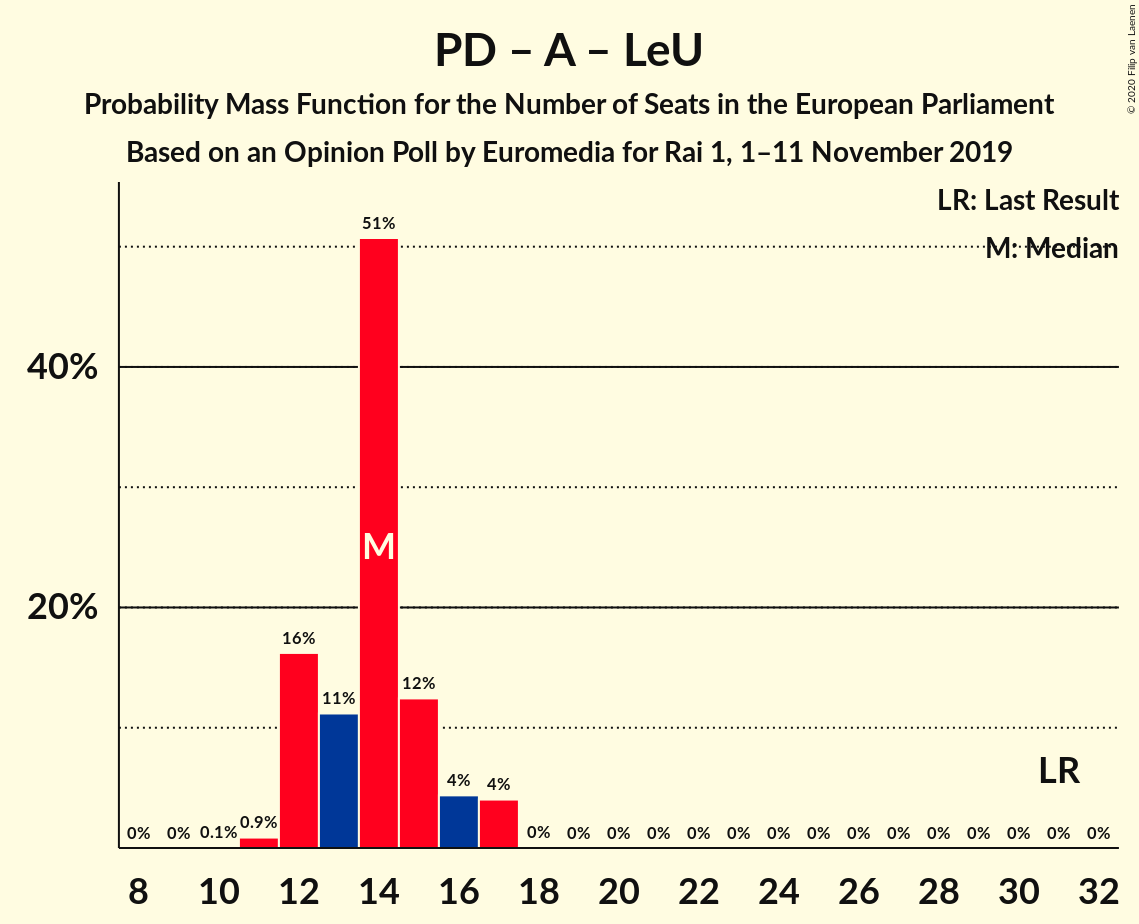 PD – A – LeU
Probability Mass Function for the Number of Seats in the European Parliament
Based on an Opinion Poll by Euromedia for Rai 1, 1–11 November 2019
© 2020 Filip van Laenen
LR: Last Result
M: Median
51%
40%
M
20%
16%
12%
11%
LR
4%
4%
0.9%
0% 0% 0.1% 0% 0% 0% 0% 0% 0% 0% 0% 0% 0% 0% 0% 0% 0% 0%
8 10 12 14 16 18 20 22 24 26 28 30 32